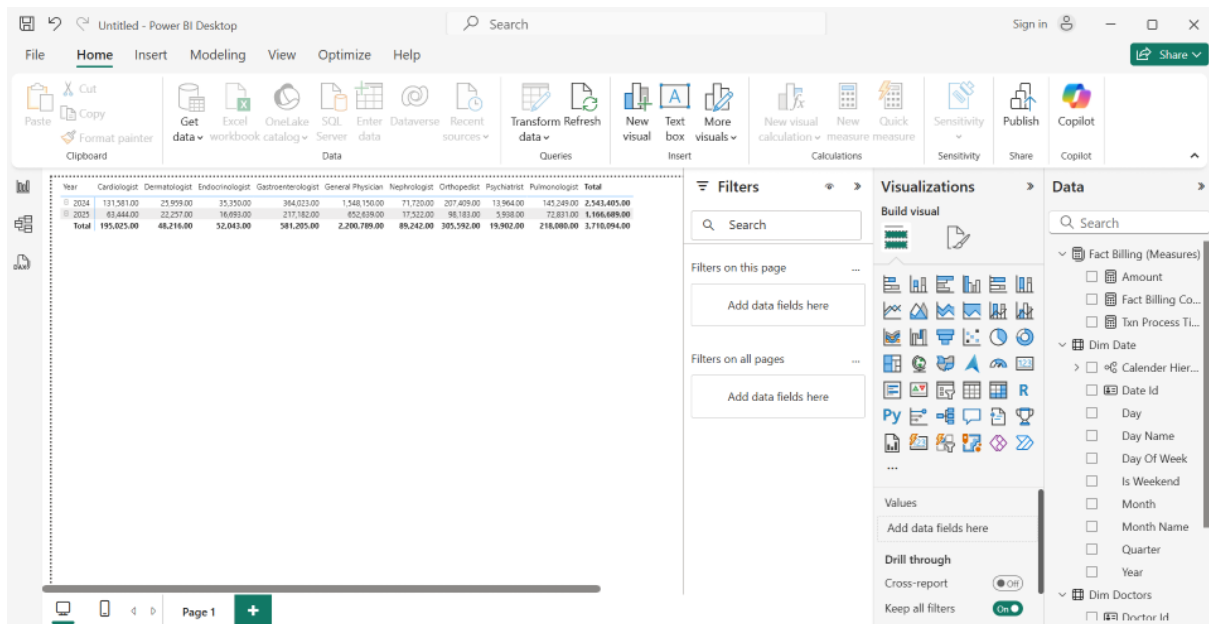 Untitled - Power BI Desktop
Search
Sign in
File Home Insert Modeling View Optimize Help
Share
Paste
Cut
Copy
Format painter
Clipboard
Get data
Excel workbook
OneLake catalog
SQL Server
Enter data
Dataverse
Recent sources
Data
Transform data
Refresh
Queries
New visual
Text box
More visuals
Insert
New visual calculation
New measure
Quick measure
Calculations
Sensitivity
Sensitivity
Publish
Share
Copilot
Copilot
Year Cardiologist Dermatologist Endocrinologist Gastroenterologist General Physician Nephrologist Orthopedist Psychiatrist Pulmonologist Total
2024 131,581.00 25,959.00 35,350.00 364,023.00 1,548,150.00 71,720.00 207,409.00 13,964.00 145,249.00 2,543,405.00
2025 63,444.00 22,257.00 16,693.00 217,182.00 652,639.00 17,522.00 98,183.00 5,938.00 72,831.00 1,166,689.00
Total 195,025.00 48,216.00 52,043.00 581,205.00 2,200,789.00 89,242.00 305,592.00 19,902.00 218,080.00 3,710,094.00
Filters
Search
Filters on this page
...
Add data fields here
Filters on all pages
...
Add data fields here
Visualizations
Build visual
123
R
Py
...
Values
Add data fields here
Drill through
Cross-report
Off
Keep all filters
On
Data
Search
Fact Billing (Measures)
Amount
Fact Billing Co...
Txn Process Ti...
Dim Date
Calender Hier...
Date Id
Day
Day Name
Day Of Week
Is Weekend
Month
Month Name
Quarter
Year
Dim Doctors
Doctor Id
DAX
Page 1